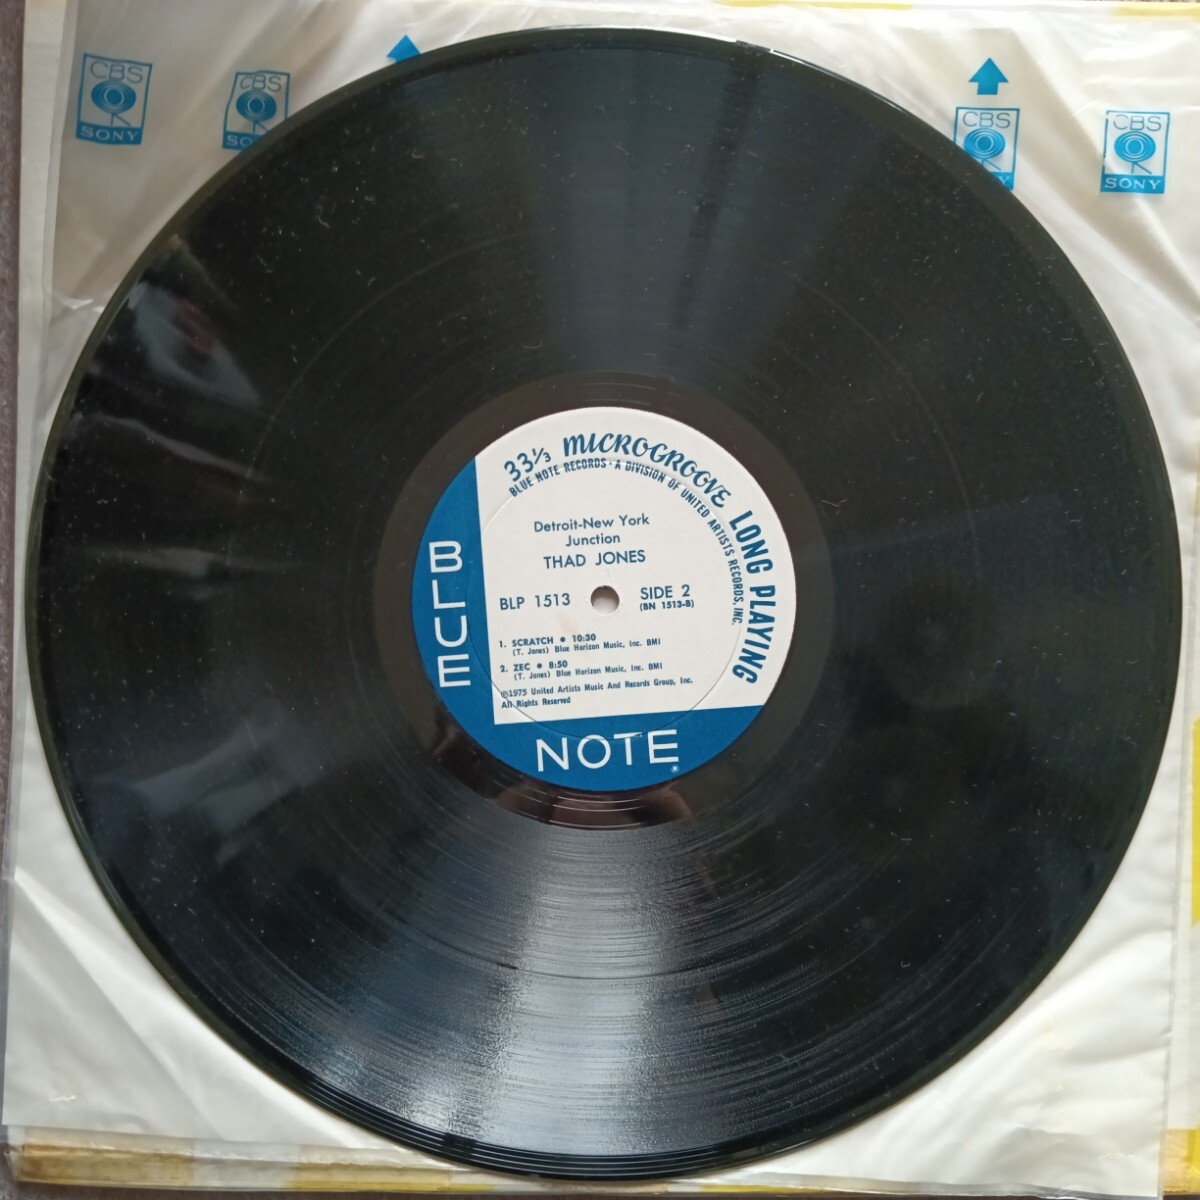 CBS
SONY
CBS
SO
CBS
SONY
CBS
SONY
33⅓ MICROGROOVE LONG PLAYING
BLUE NOTE RECORDS • A DIVISION OF UNITED ARTISTS RECORDS, INC.
Detroit-New York
Junction
THAD JONES
BLP 1513
SIDE 2
(BN 1513-B)
1. SCRATCH • 10:30
(T. Jones) Blue Horizon Music, Inc. BMI
2. ZEC • 8:50
(T. Jones) Blue Horizon Music, Inc. BMI
©1975 United Artists Music And Records Group, Inc.
All Rights Reserved
BLUE
NOTE